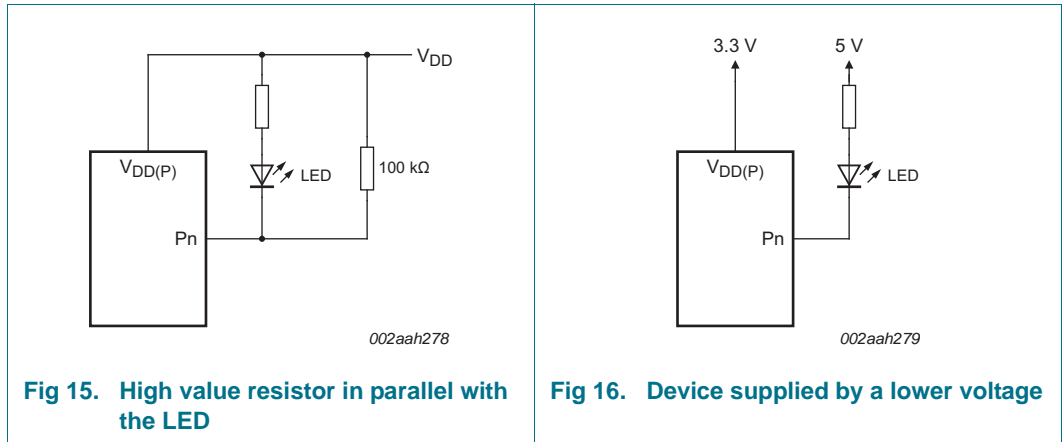 V_DD
V_DD(P)
LED
100 kΩ
Pn
002aah278
Fig 15. High value resistor in parallel with
the LED
3.3 V
5 V
V_DD(P)
LED
Pn
002aah279
Fig 16. Device supplied by a lower voltage